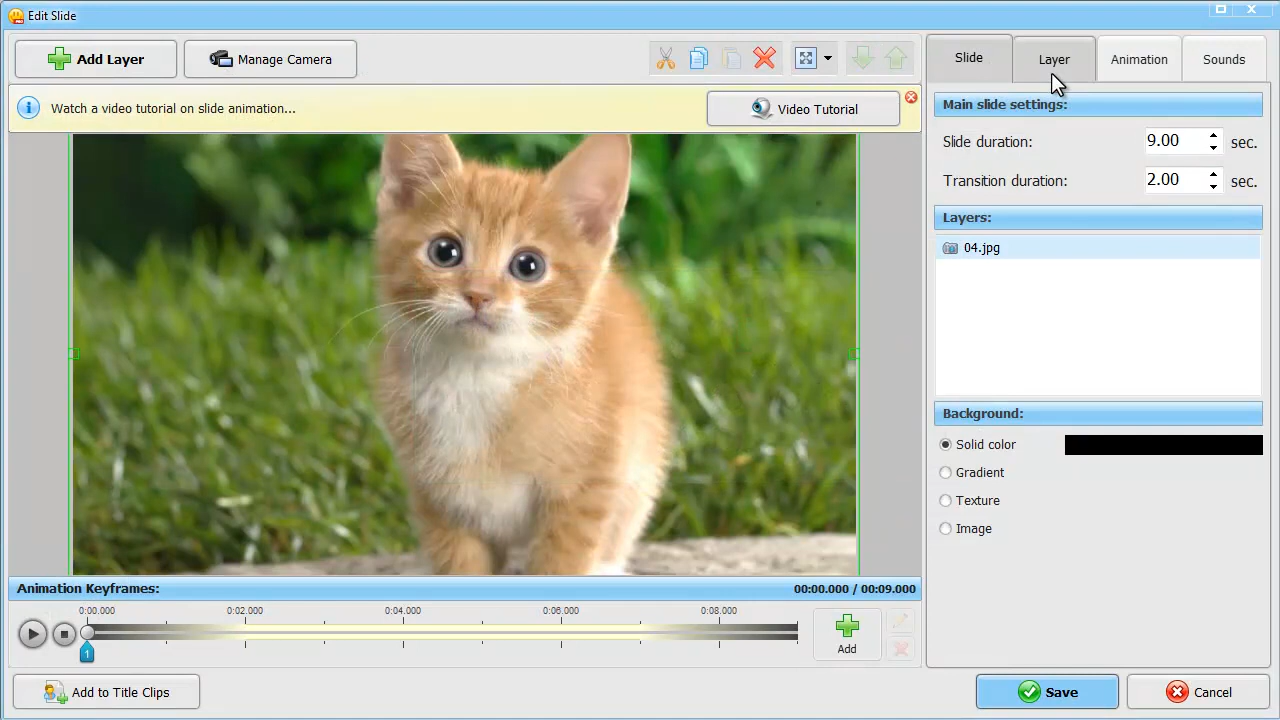 Edit Slide
Add Layer
Manage Camera
Watch a video tutorial on slide animation...
Video Tutorial
Slide
Layer
Animation
Sounds
Main slide settings:
Slide duration: 9.00 sec.
Transition duration: 2.00 sec.
Layers:
04.jpg
Background:
Solid color
Gradient
Texture
Image
Animation Keyframes: 00:00.000 / 00:09.000
0:00.000 0:02.000 0:04.000 0:06.000 0:08.000
1
Add
Add to Title Clips
Save
Cancel